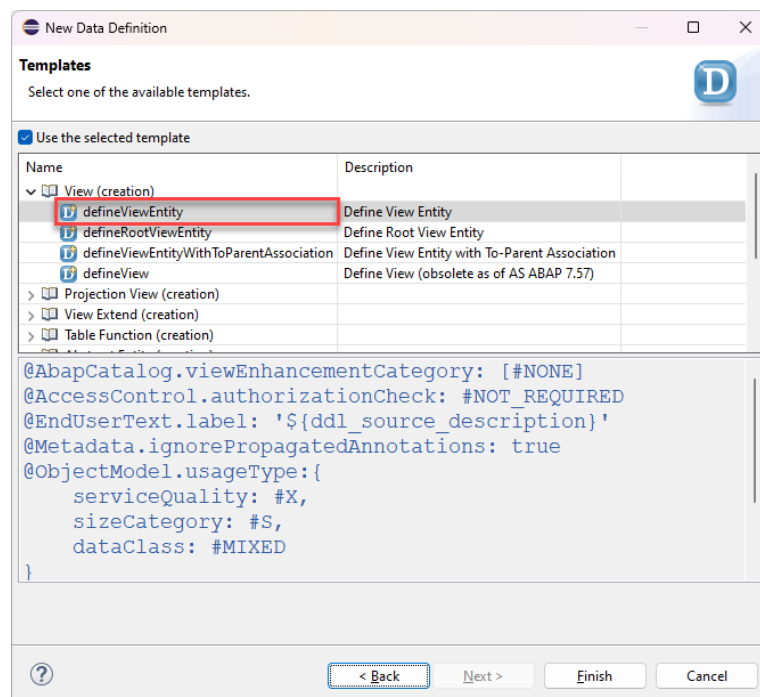 New Data Definition
Templates
Select one of the available templates.
D
Use the selected template
Name Description
View (creation)
defineViewEntity Define View Entity
defineRootViewEntity Define Root View Entity
defineViewEntityWithToParentAssociation Define View Entity with To-Parent Association
defineView Define View (obsolete as of AS ABAP 7.57)
Projection View (creation)
View Extend (creation)
Table Function (creation)
@AbapCatalog.viewEnhancementCategory: [#NONE]
@AccessControl.authorizationCheck: #NOT_REQUIRED
@EndUserText.label: '${ddl_source_description}'
@Metadata.ignorePropagatedAnnotations: true
@ObjectModel.usageType:{
    serviceQuality: #X,
    sizeCategory: #S,
    dataClass: #MIXED
}
? < Back Next > Finish Cancel